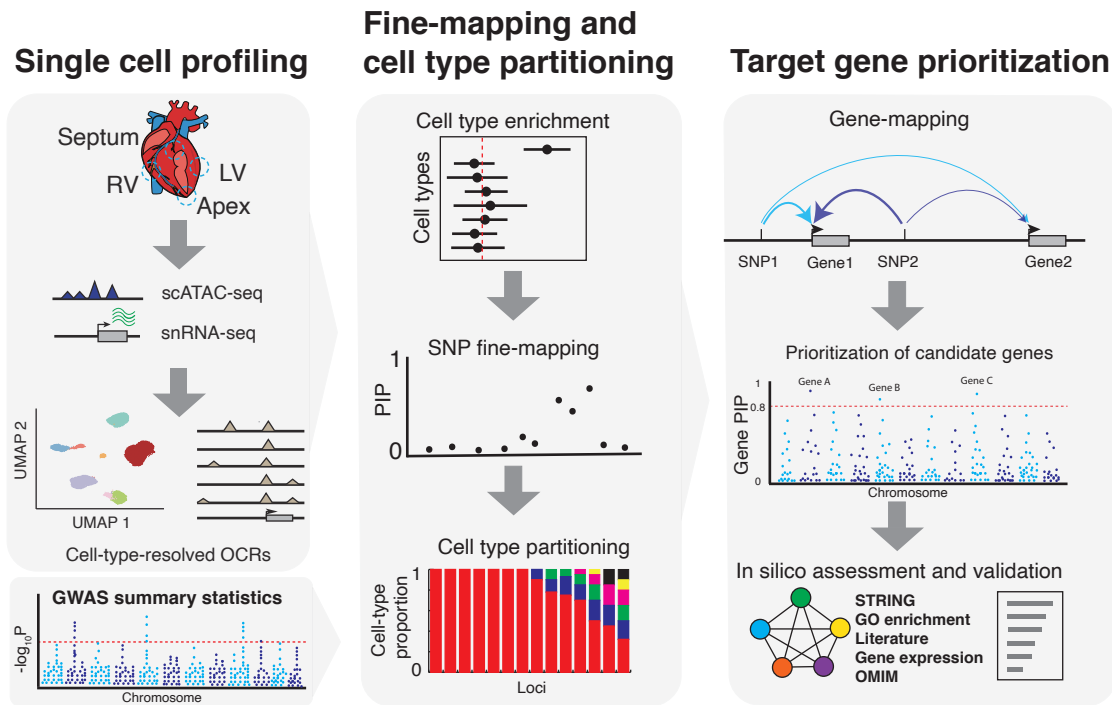 Single cell profiling
Septum
RV
LV
Apex
scATAC-seq
snRNA-seq
UMAP 2
UMAP 1
Cell-type-resolved OCRs
GWAS summary statistics
-log10P
Chromosome
Fine-mapping and
cell type partitioning
Cell type enrichment
Cell types
SNP fine-mapping
1
PIP
0
Cell type partitioning
1
Cell-type
proportion
0
Loci
Target gene prioritization
Gene-mapping
SNP1
Gene1
SNP2
Gene2
Prioritization of candidate genes
Gene A
Gene B
Gene C
1
0.8
Gene PIP
0
Chromosome
In silico assessment and validation
STRING
GO enrichment
Literature
Gene expression
OMIM